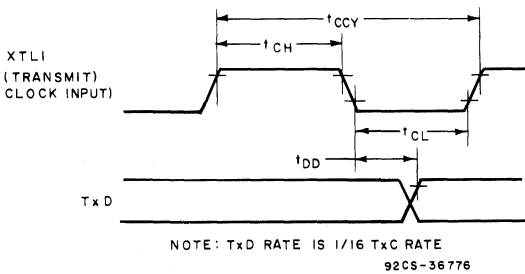 tCCY
tCH
XTLI
(TRANSMIT)
CLOCK INPUT)
tCL
tDD
TxD
NOTE: TxD RATE IS 1/16 TxC RATE
92CS-36776